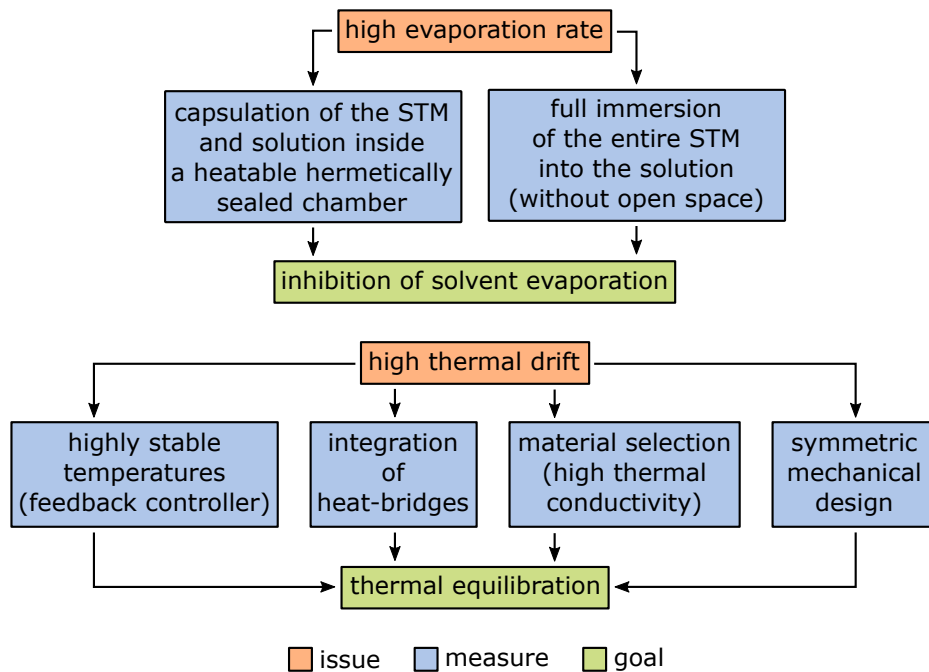 high evaporation rate
capsulation of the STM
and solution inside
a heatable hermetically
sealed chamber
full immersion
of the entire STM
into the solution
(without open space)
inhibition of solvent evaporation
high thermal drift
highly stable
temperatures
(feedback controller)
integration
of
heat-bridges
material selection
(high thermal
conductivity)
symmetric
mechanical
design
thermal equilibration
issue
measure
goal